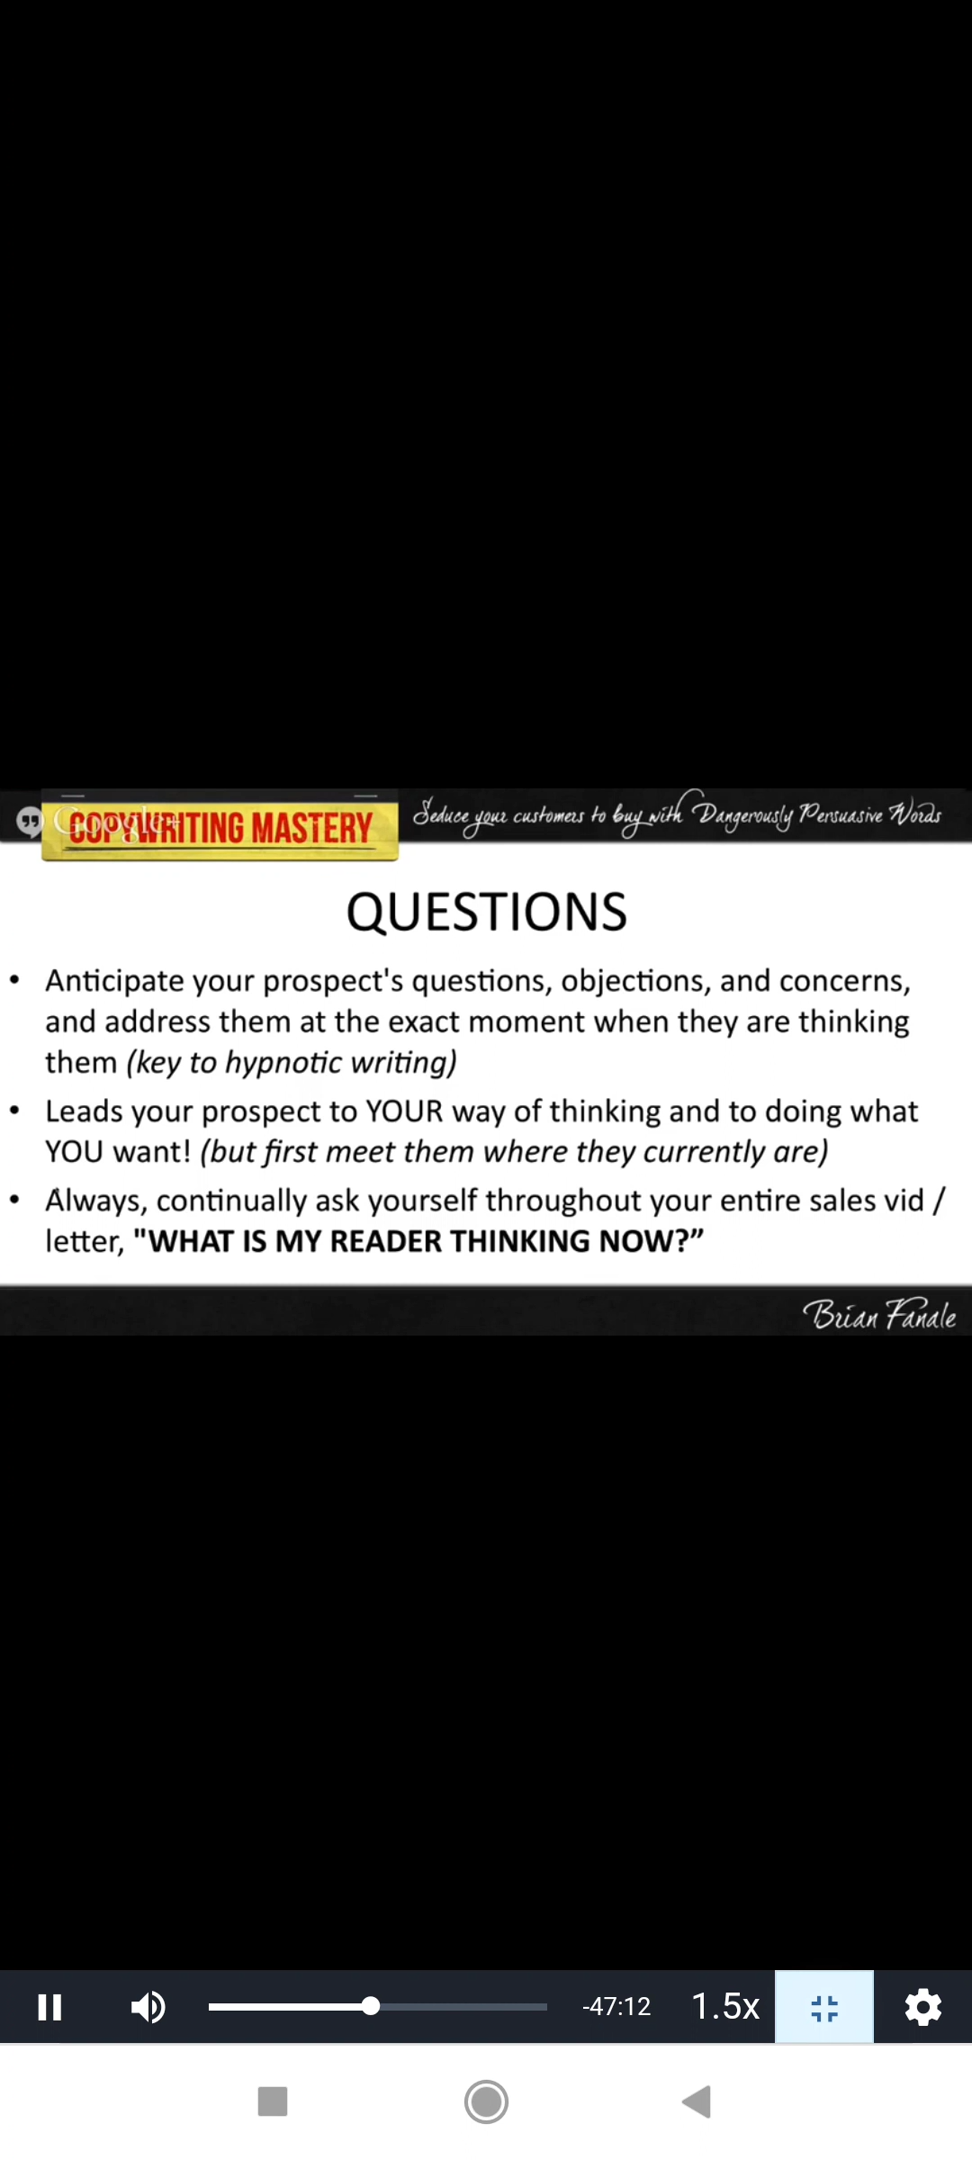 Google+
COPYWRITING MASTERY
Seduce your customers to buy with Dangerously Persuasive Words
QUESTIONS
• Anticipate your prospect's questions, objections, and concerns,
and address them at the exact moment when they are thinking
them (key to hypnotic writing)
• Leads your prospect to YOUR way of thinking and to doing what
YOU want! (but first meet them where they currently are)
• Always, continually ask yourself throughout your entire sales vid /
letter, "WHAT IS MY READER THINKING NOW?”
Brian Fanale
-47:12
1.5x